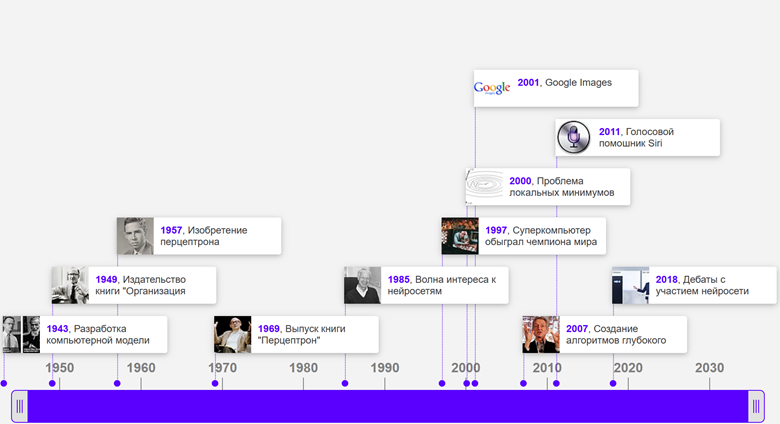 Google
2001, Google Images
2011, Голосовой
помошник Siri
2000, Проблема
локальных минимумов
1957, Изобретение
перцептрона
1997, Суперкомпьютер
обыграл чемпиона мира
1949, Издательство
книги "Организация
1985, Волна интереса к
нейросетям
2018, Дебаты с
участием нейросети
1943, Разработка
компьютерной модели
1969, Выпуск книги
"Перцептрон"
2007, Создание
алгоритмов глубокого
1950 1960 1970 1980 1990 2000 2010 2020 2030